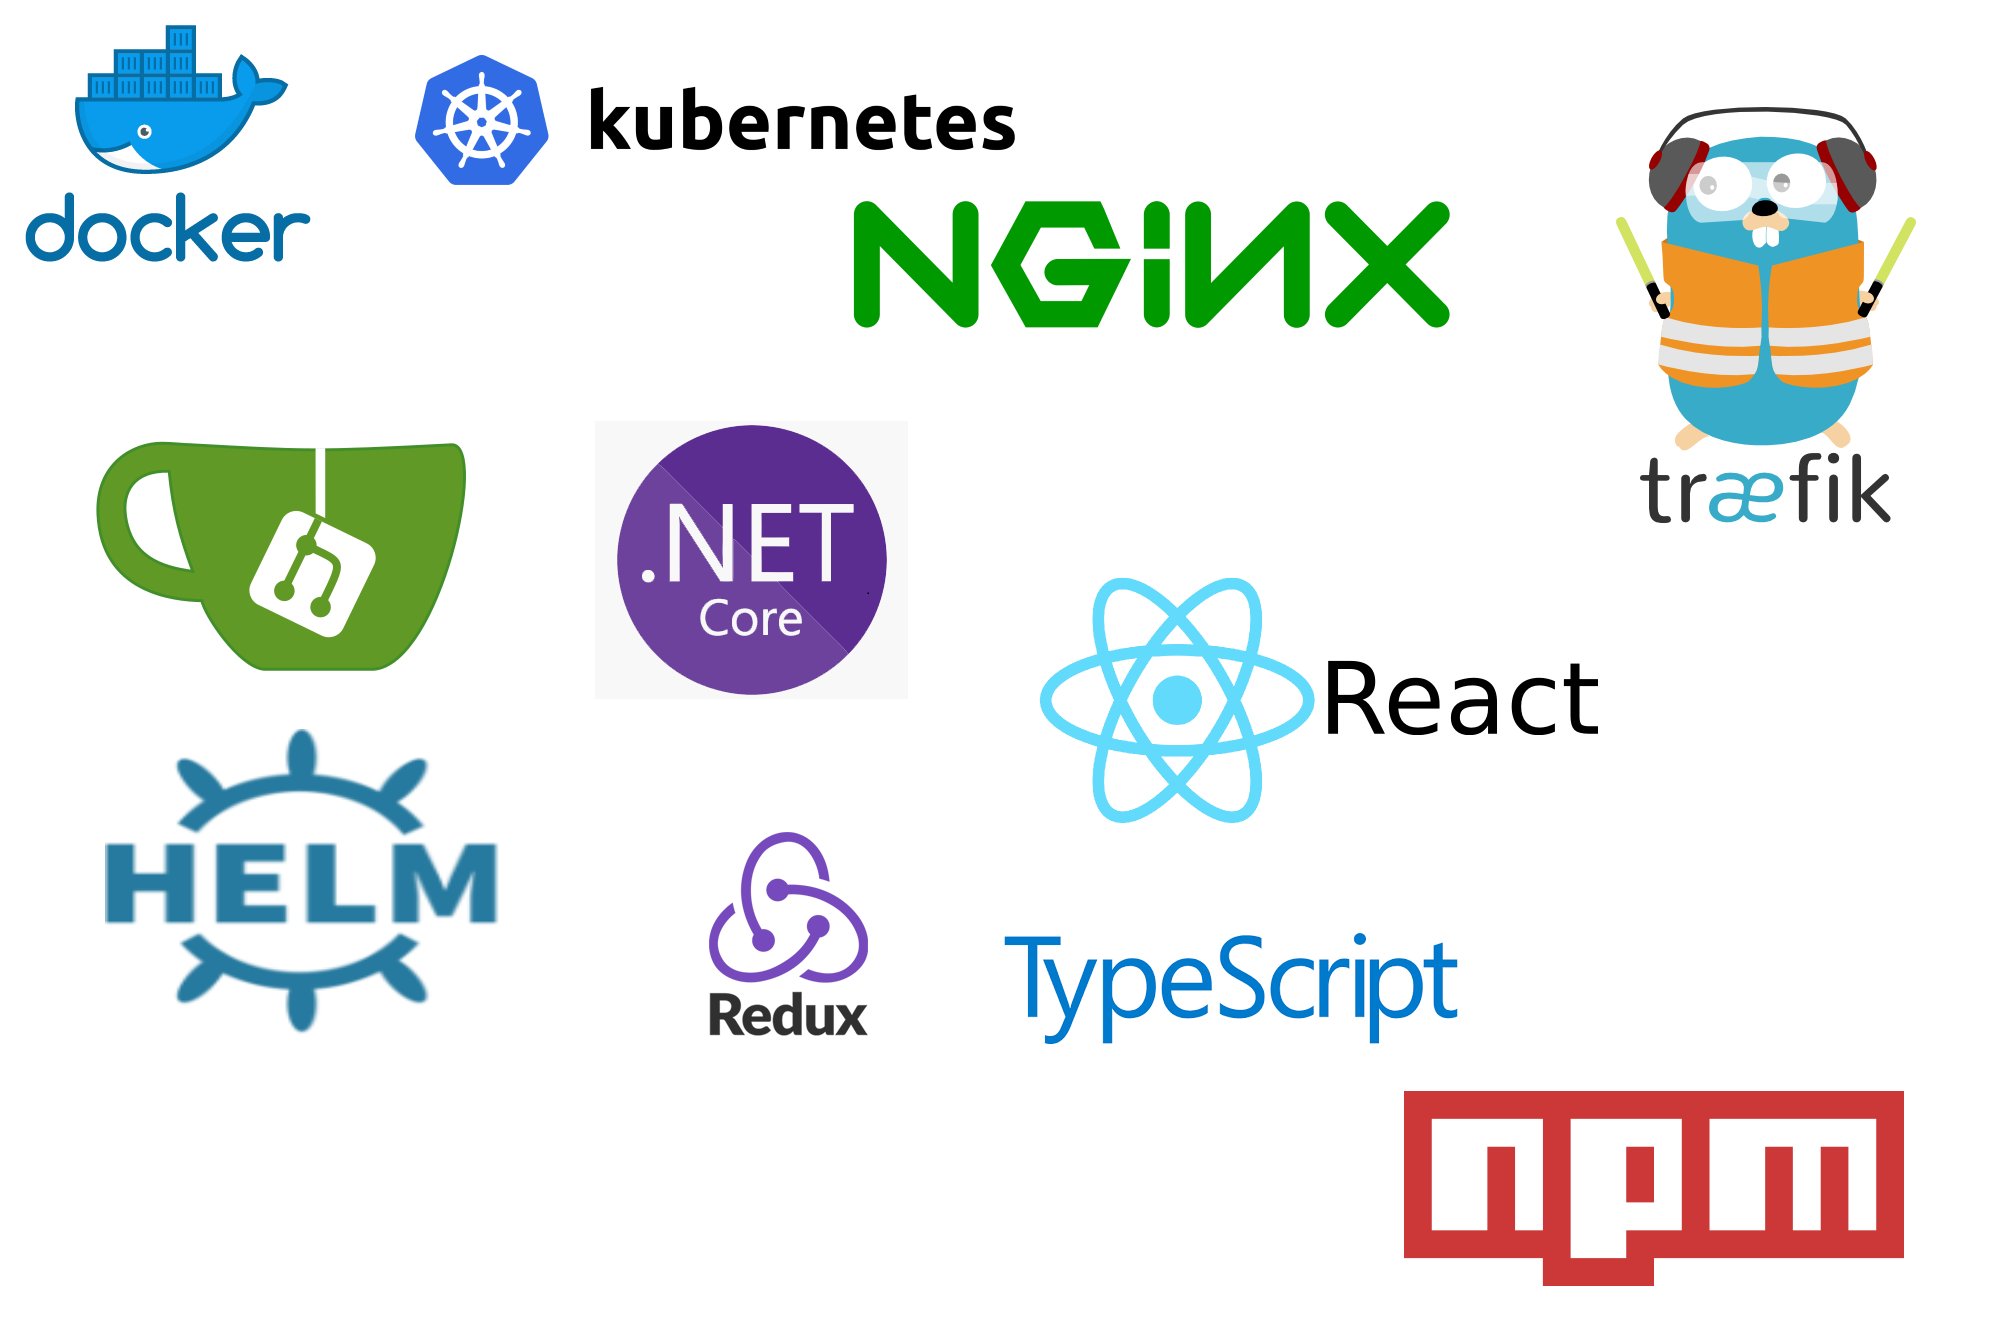 docker
kubernetes
NGiNX
træfik
.NET
Core
React
HELM
Redux
TypeScript
npm